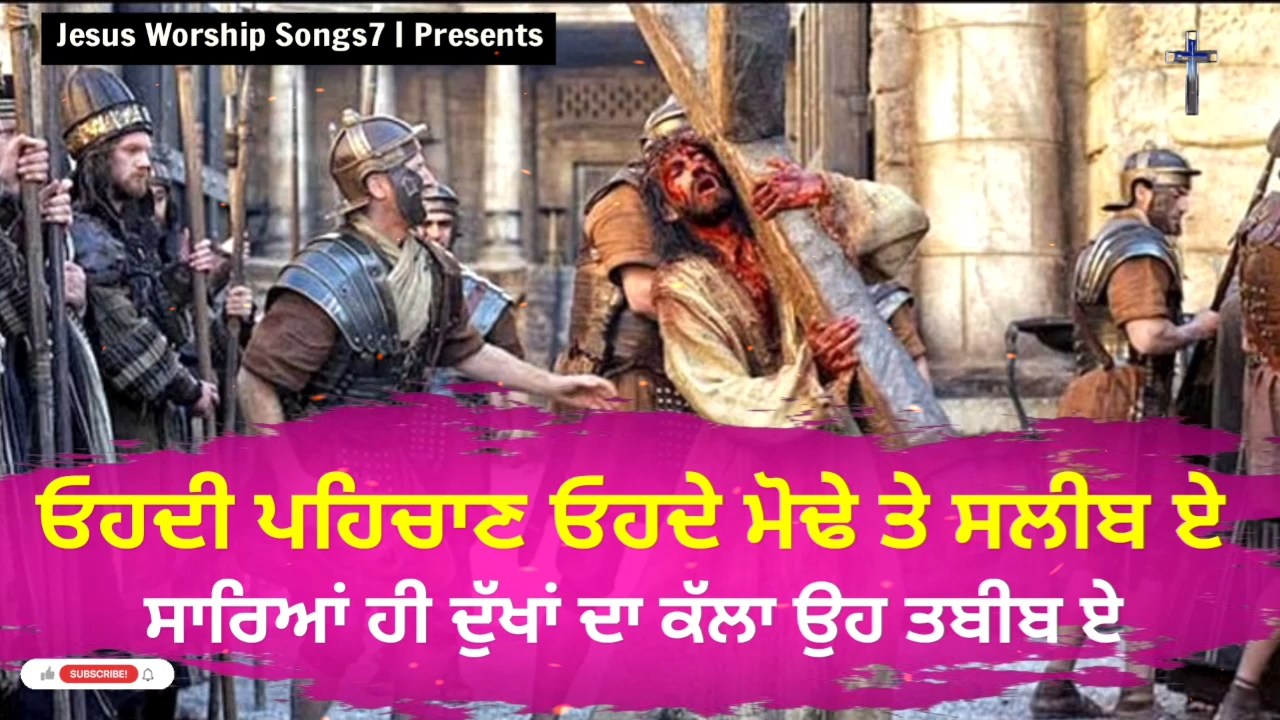 Jesus Worship Songs7 | Presents
ਓਹਦੀ ਪਹਿਚਾਣ ਓਹਦੇ ਮੋਢੇ ਤੇ ਸਲੀਬ ਏ
ਸਾਰਿਆਂ ਹੀ ਦੁੱਖਾਂ ਦਾ ਕੱਲਾ ਉਹ ਤਬੀਬ ਏ
SUBSCRIBE!